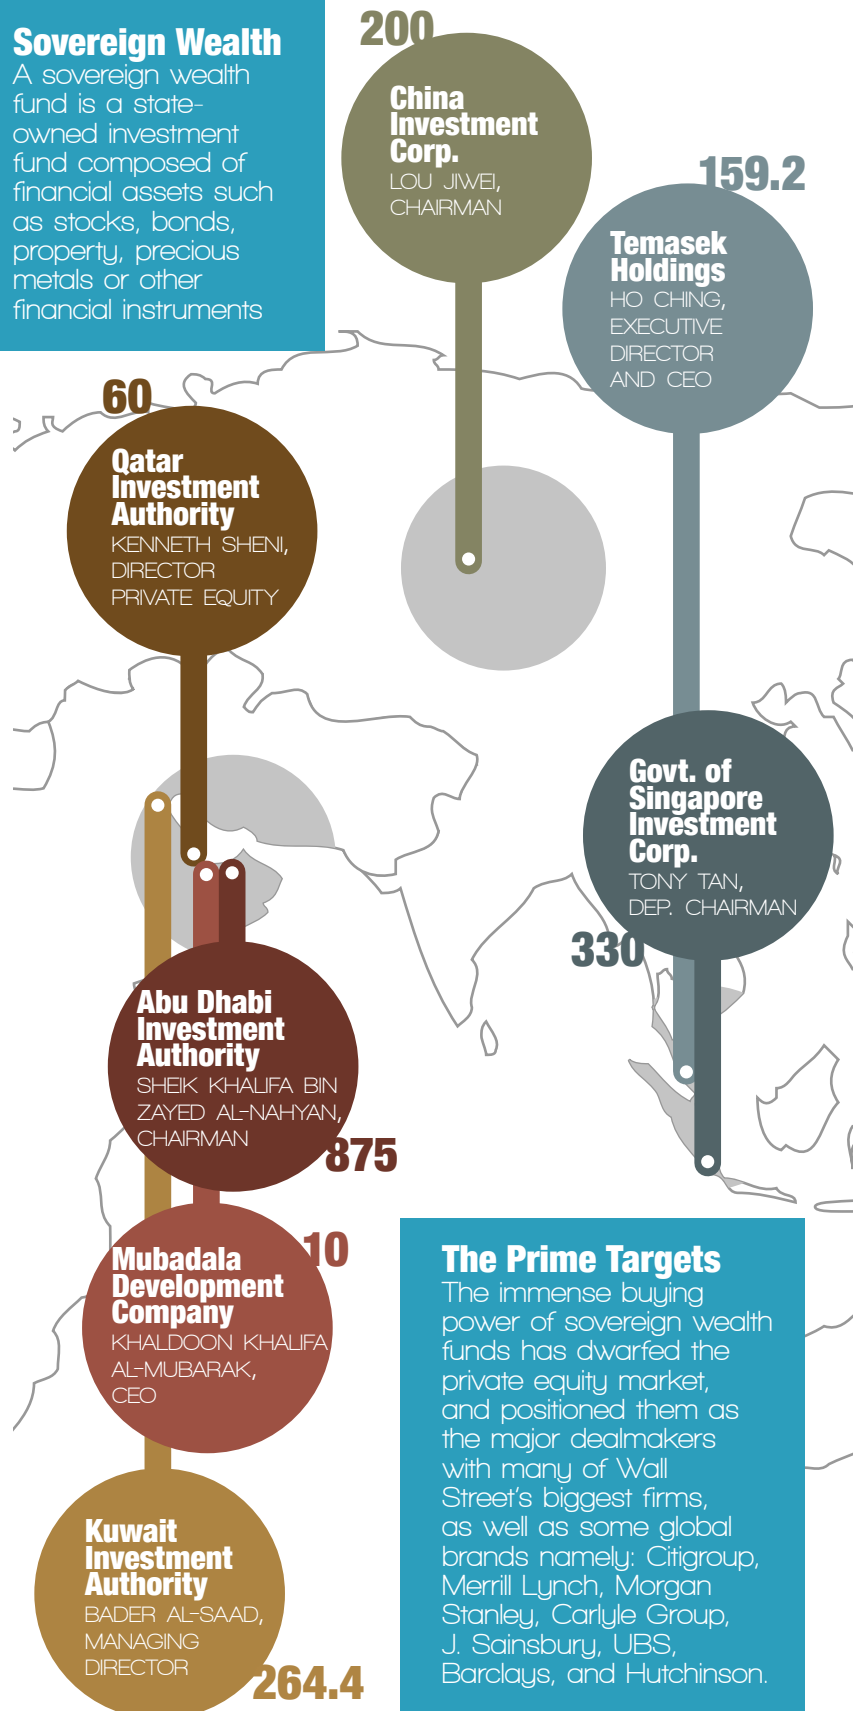 Sovereign Wealth
A sovereign wealth
fund is a state-
owned investment
fund composed of
financial assets such
as stocks, bonds,
property, precious
metals or other
financial instruments
200
China
Investment
Corp.
LOU JIWEI,
CHAIRMAN
159.2
Temasek
Holdings
HO CHING,
EXECUTIVE
DIRECTOR
AND CEO
60
Qatar
Investment
Authority
KENNETH SHENI,
DIRECTOR
PRIVATE EQUITY
Govt. of
Singapore
Investment
Corp.
TONY TAN,
DEP. CHAIRMAN
330
Abu Dhabi
Investment
Authority
SHEIK KHALIFA BIN
ZAYED AL-NAHYAN,
CHAIRMAN
875
10
Mubadala
Development
Company
KHALDOON KHALIFA
AL-MUBARAK,
CEO
Kuwait
Investment
Authority
BADER AL-SAAD,
MANAGING
DIRECTOR
264.4
The Prime Targets
The immense buying
power of sovereign wealth
funds has dwarfed the
private equity market,
and positioned them as
the major dealmakers
with many of Wall
Street's biggest firms,
as well as some global
brands namely: Citigroup,
Merrill Lynch, Morgan
Stanley, Carlyle Group,
J. Sainsbury, UBS,
Barclays, and Hutchinson.